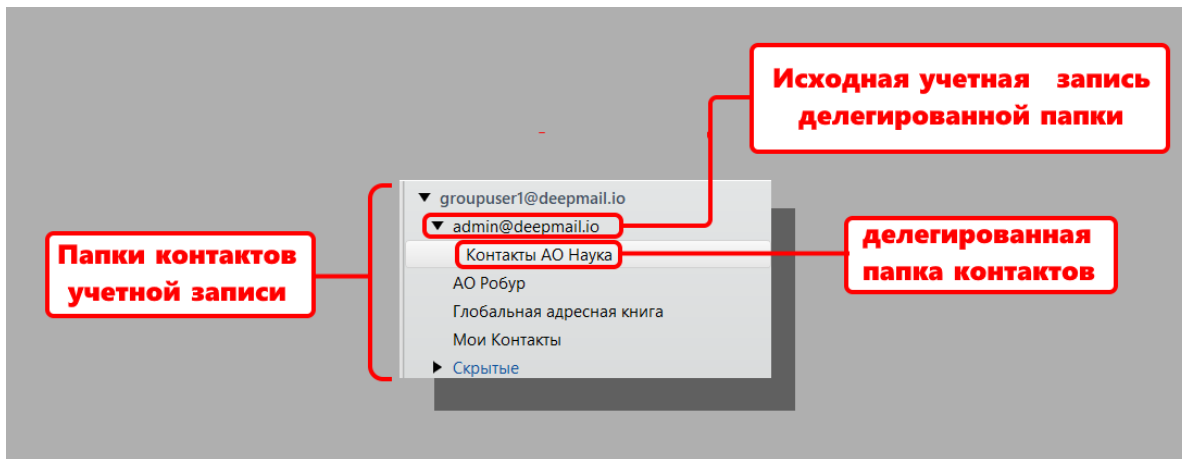 Исходная учетная запись
делегированной папки
groupuser1@deepmail.io
admin@deepmail.io
Контакты АО Наука
АО Робур
Глобальная адресная книга
Мои Контакты
Скрытые
Папки контактов
учетной записи
делегированная
папка контактов